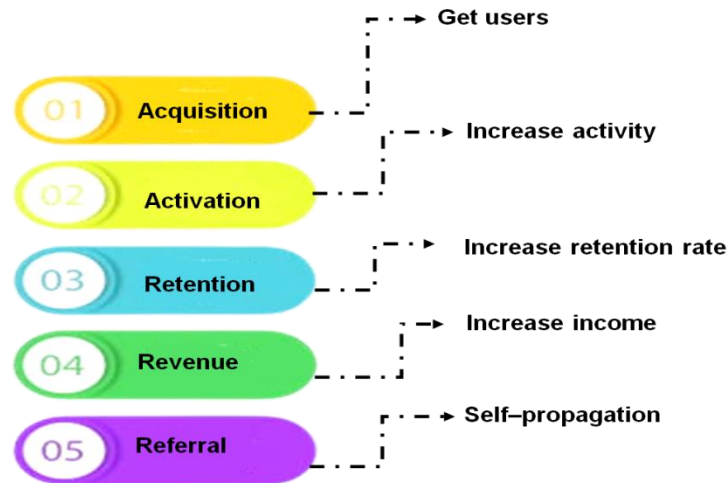 Get users
01 Acquisition
Increase activity
02 Activation
Increase retention rate
03 Retention
Increase income
04 Revenue
Self–propagation
05 Referral